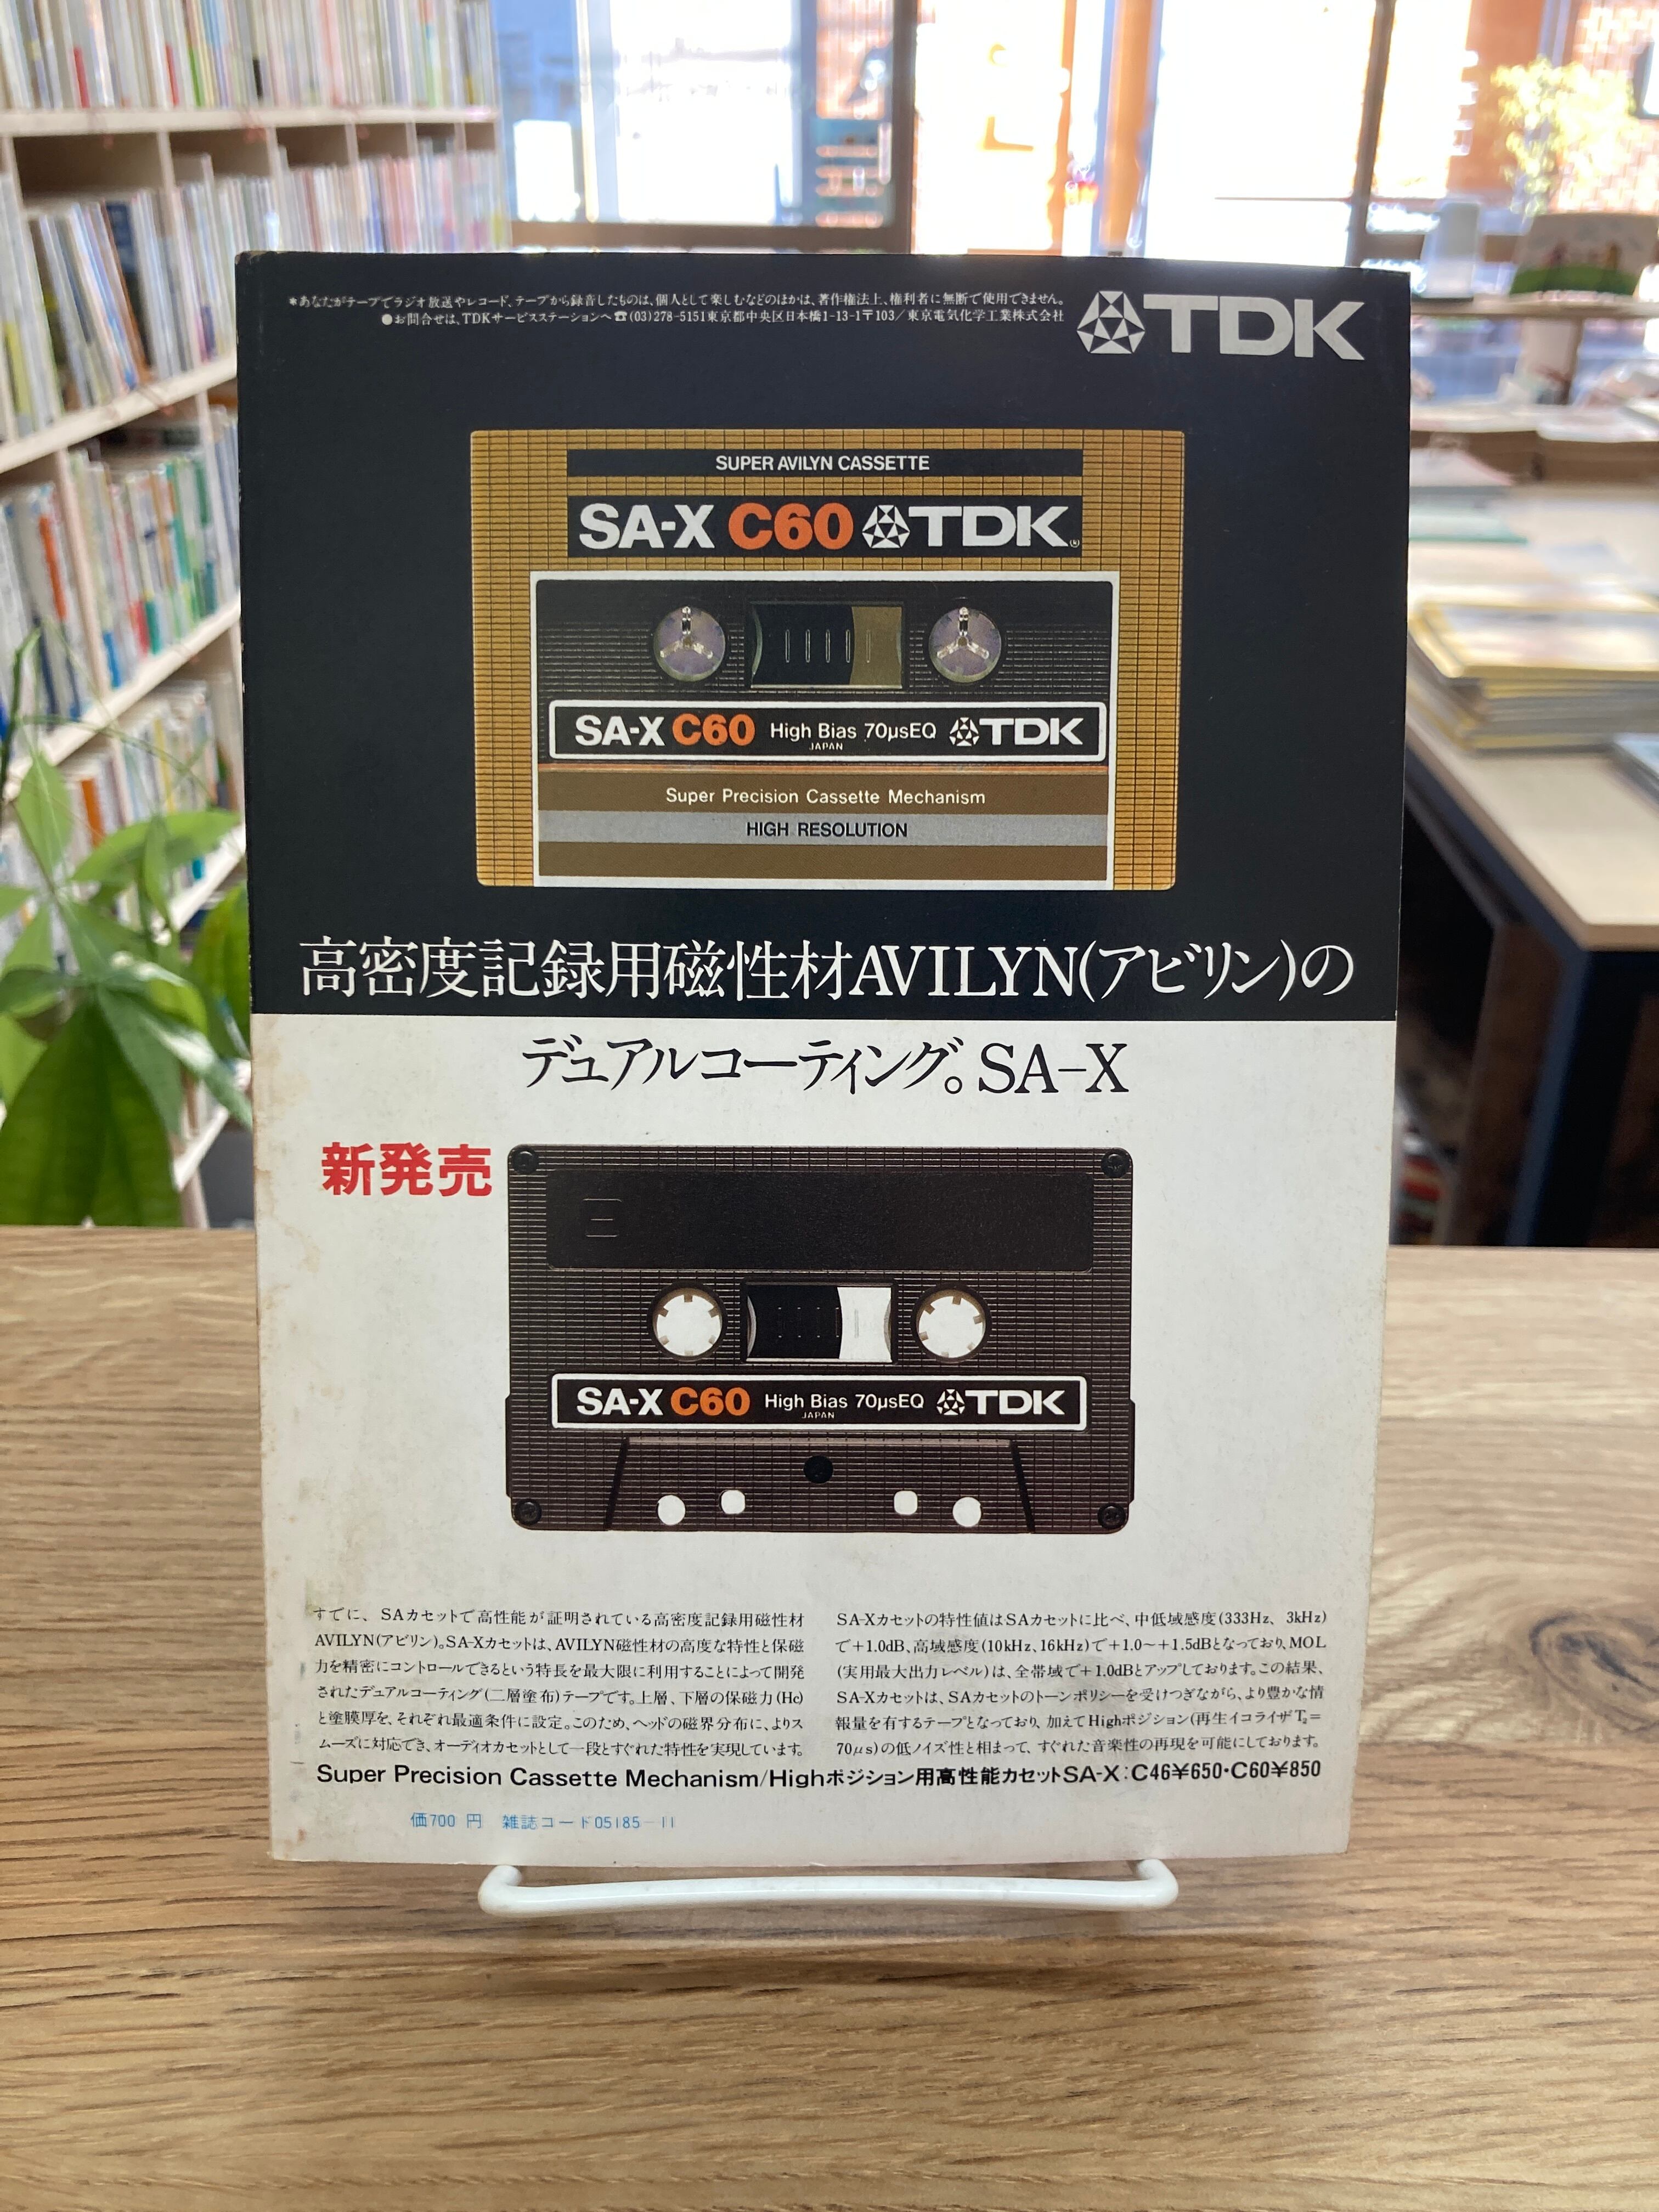 *あなたがテープでラジオ放送やレコード、テープから録音したものは、個人として楽しむなどのほかは、著作権法上、権利者に無断で使用できません。
●お問合せは、TDKサービスステーションへ☎(03)278-5151東京都中央区日本橋1-13-1〒103／東京電気化学工業株式会社
TDK
SUPER AVILYN CASSETTE
SA-X C60 TDK®
SA-X C60 High Bias 70μsEQ TDK
JAPAN
Super Precision Cassette Mechanism
HIGH RESOLUTION
高密度記録用磁性材AVILYN(アビリン)の
デュアルコーティング。SA-X
新発売
SA-X C60 High Bias 70μsEQ TDK
JAPAN
すでに、SAカセットで高性能が証明されている高密度記録用磁性材
AVILYN(アビリン)。SA-Xカセットは、AVILYN磁性材の高度な特性と保磁
力を精密にコントロールできるという特長を最大限に利用することによって開発
されたデュアルコーティング(二層塗布)テープです。上層、下層の保磁力(Hc)
と塗膜厚を、それぞれ最適条件に設定。このため、ヘッドの磁界分布に、よりス
ムーズに対応でき、オーディオカセットとして一段とすぐれた特性を実現しています。
SA-Xカセットの特性値はSAカセットに比べ、中低域感度(333Hz、3kHz)
で+1.0dB、高域感度(10kHz、16kHz)で+1.0〜+1.5dBとなっており、MOL
(実用最大出力レベル)は、全帯域で+1.0dBとアップしております。この結果、
SA-Xカセットは、SAカセットのトーンポリシーを受けつぎながら、より豊かな情
報量を有するテープとなっており、加えてHighポジション(再生イコライザT₂=
70μs)の低ノイズ性と相まって、すぐれた音楽性の再現を可能にしております。
Super Precision Cassette Mechanism/Highポジション用高性能カセットSA-X:C46¥650・C60¥850
価700 円 雑誌コード05185-11